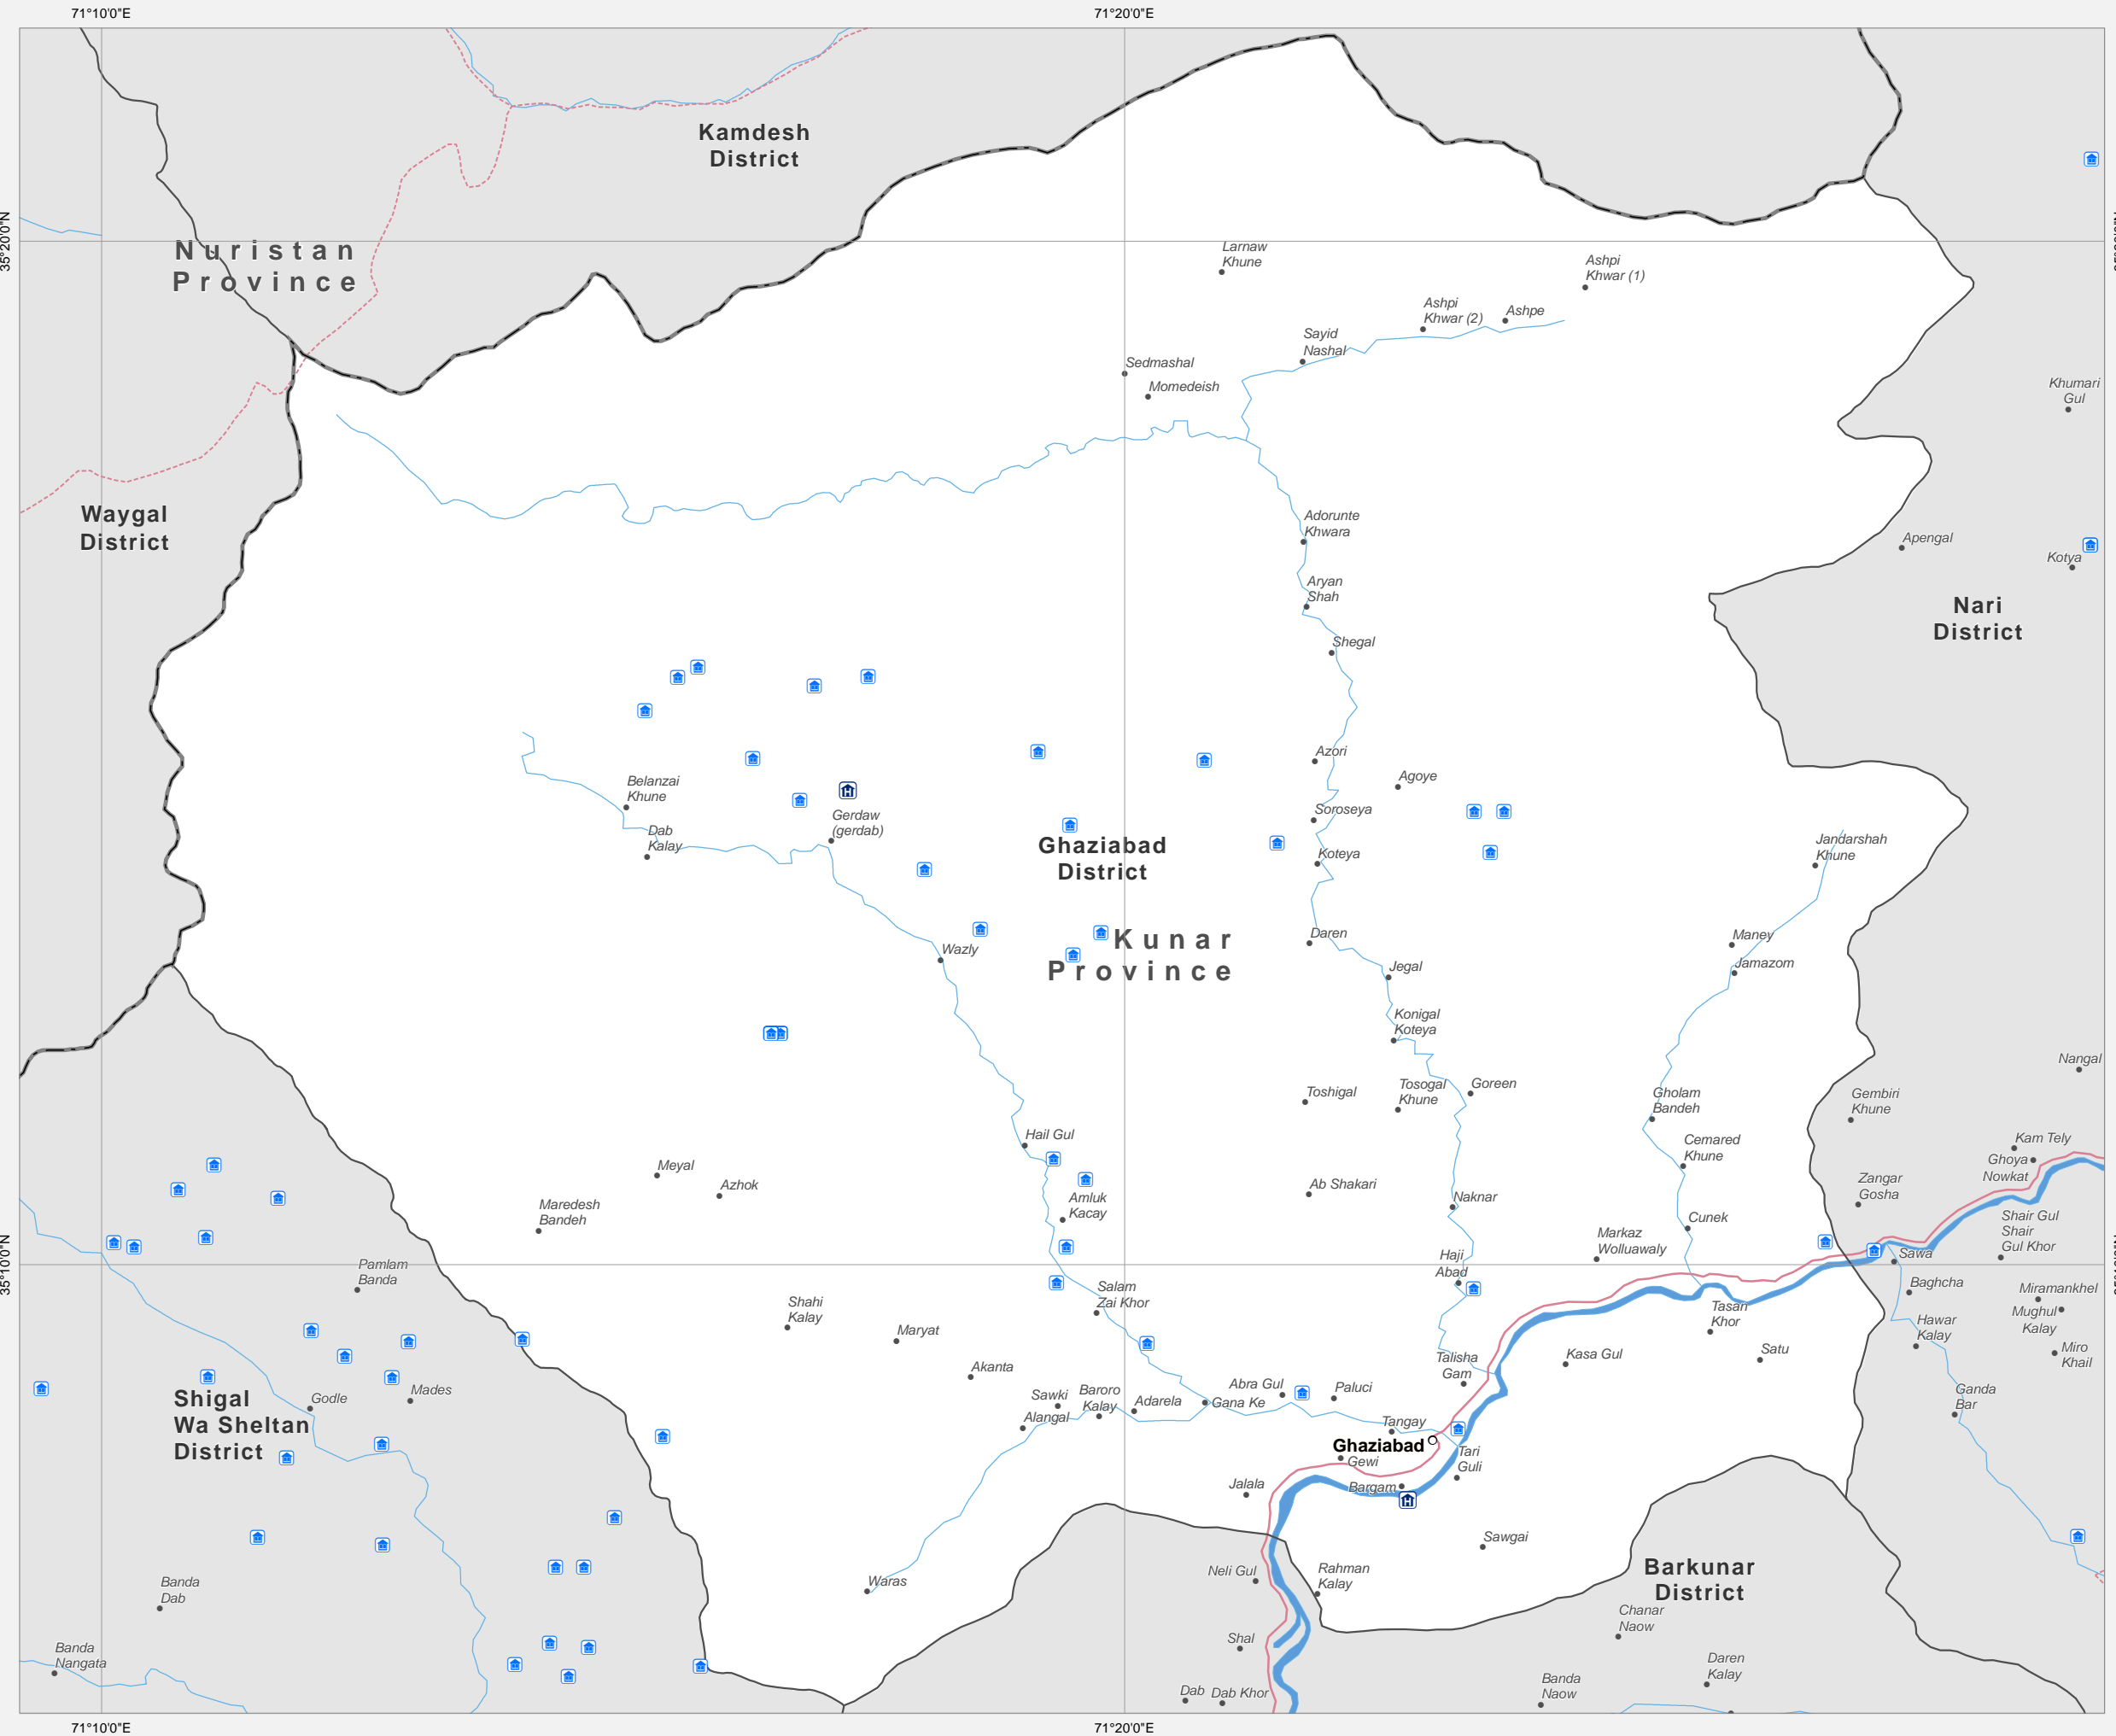 71°10'0"E
71°20'0"E
Kamdesh
District
35°20'0"N
Nuristan
Province
Larnaw
Khune
Ashpi
Khwar (1)
Ashpi
Khwar (2)
Ashpe
Sayid
Nashal
Sedmashal
Momedeish
Khumari
Gul
Waygal
District
Adorunte
Khwara
Apengal
Kotya
Aryan
Shah
Nari
District
Shegal
Azori
Agoye
Belanzai
Khune
Soroseya
Gerdaw
(gerdab)
Dab
Kalay
Ghaziabad
District
Koteya
Jandarshah
Khune
Daren
Maney
Kunar
Province
Wazly
Jegal
Jamazom
Konigal
Koteya
Nangal
Toshigal
Tosogal
Khune
Goreen
Gholam
Bandeh
Gembiri
Khune
Hail Gul
Cemared
Khune
Kam Tely
Ghoya
Nowkat
Meyal
Azhok
Ab Shakari
Zangar
Gosha
Maredesh
Bandeh
Amluk
Kacay
Naknar
Cunek
Shair Gul
Shair
Gul Khor
Markaz
Wolluawaly
35°10'0"N
Haji
Abad
Sawa
Pamlam
Banda
Baghcha
Miramankhel
Salam
Zai Khor
Shahi
Kalay
Tasan
Khor
Mughul
Kalay
Maryat
Hawar
Kalay
Satu
Miro
Khail
Kasa Gul
Talisha
Gam
Akanta
Shigal
Wa Sheltan
District
Godle
Mades
Sawki
Baroro
Kalay
Adarela
Abra Gul
Gana Ke
Paluci
Ganda
Bar
Alangal
Tangay
Ghaziabad
Gewi
Tari
Guli
Jalala
Bargam
Sawgai
Neli Gul
Rahman
Kalay
Barkunar
District
Waras
Banda
Dab
Chanar
Naow
Shal
Banda
Nangata
Daren
Kalay
Banda
Naow
Dab
Dab Khor
71°10'0"E
71°20'0"E